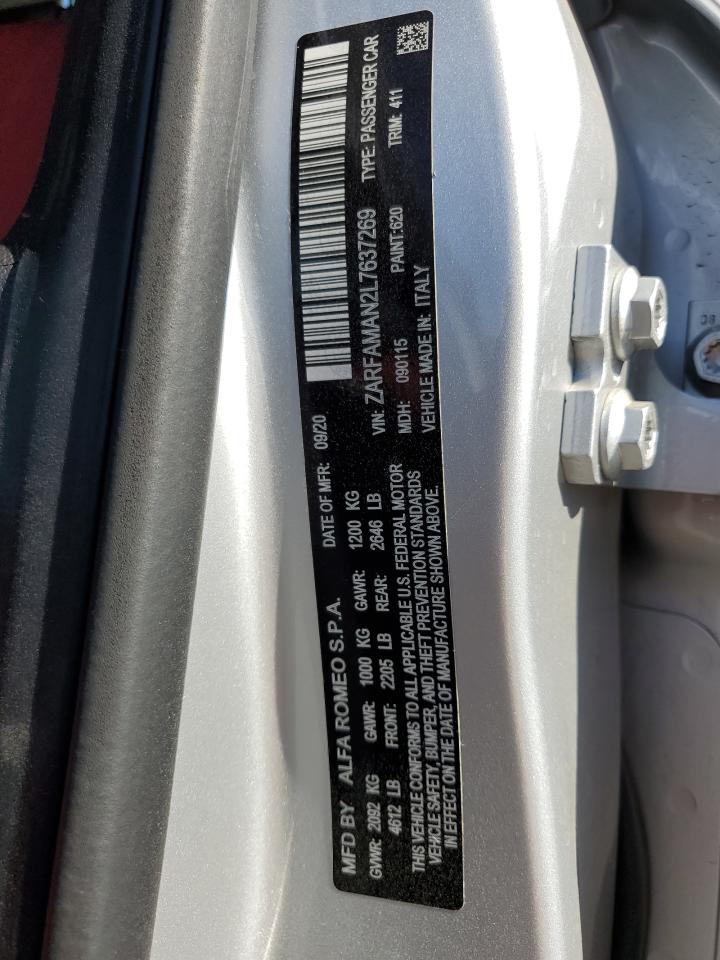 MFD BY ALFA ROMEO S.P.A. DATE OF MFR: 09/20
GVWR: 2092 KG GAWR: 1000 KG GAWR: 1200 KG
4612 LB FRONT: 2205 LB REAR: 2646 LB
THIS VEHICLE CONFORMS TO ALL APPLICABLE U.S. FEDERAL MOTOR
VEHICLE SAFETY, BUMPER, AND THEFT PREVENTION STANDARDS
IN EFFECT ON THE DATE OF MANUFACTURE SHOWN ABOVE.
VIN: ZARFAMAN2L7637269 TYPE: PASSENGER CAR
MDH: 090115 PAINT:620 TRIM: 411
VEHICLE MADE IN: ITALY